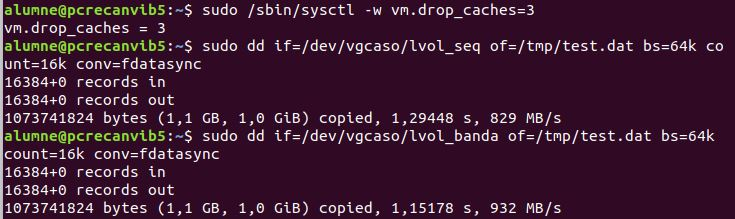 alumne@pcrecanvib5:~$ sudo /sbin/sysctl -w vm.drop_caches=3
vm.drop_caches = 3
alumne@pcrecanvib5:~$ sudo dd if=/dev/vgcaso/lvol_seq of=/tmp/test.dat bs=64k co
unt=16k conv=fdatasync
16384+0 records in
16384+0 records out
1073741824 bytes (1,1 GB, 1,0 GiB) copied, 1,29448 s, 829 MB/s
alumne@pcrecanvib5:~$ sudo dd if=/dev/vgcaso/lvol_banda of=/tmp/test.dat bs=64k
count=16k conv=fdatasync
16384+0 records in
16384+0 records out
1073741824 bytes (1,1 GB, 1,0 GiB) copied, 1,15178 s, 932 MB/s